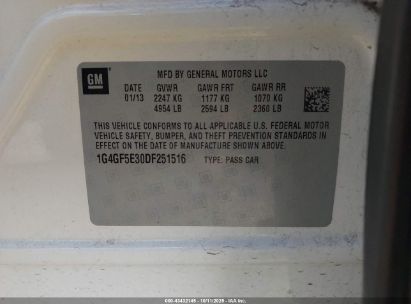 GM
MFD BY GENERAL MOTORS LLC
DATE GVWR GAWR FRT GAWR RR
01/13 2247 KG 1177 KG 1070 KG
4954 LB 2594 LB 2360 LB
THIS VEHICLE CONFORMS TO ALL APPLICABLE U.S. FEDERAL MOTOR
VEHICLE SAFETY, BUMPER, AND THEFT PREVENTION STANDARDS IN
EFFECT ON THE DATE OF MANUFACTURE SHOWN ABOVE.
1G4GF5E30DF251516 TYPE: PASS CAR